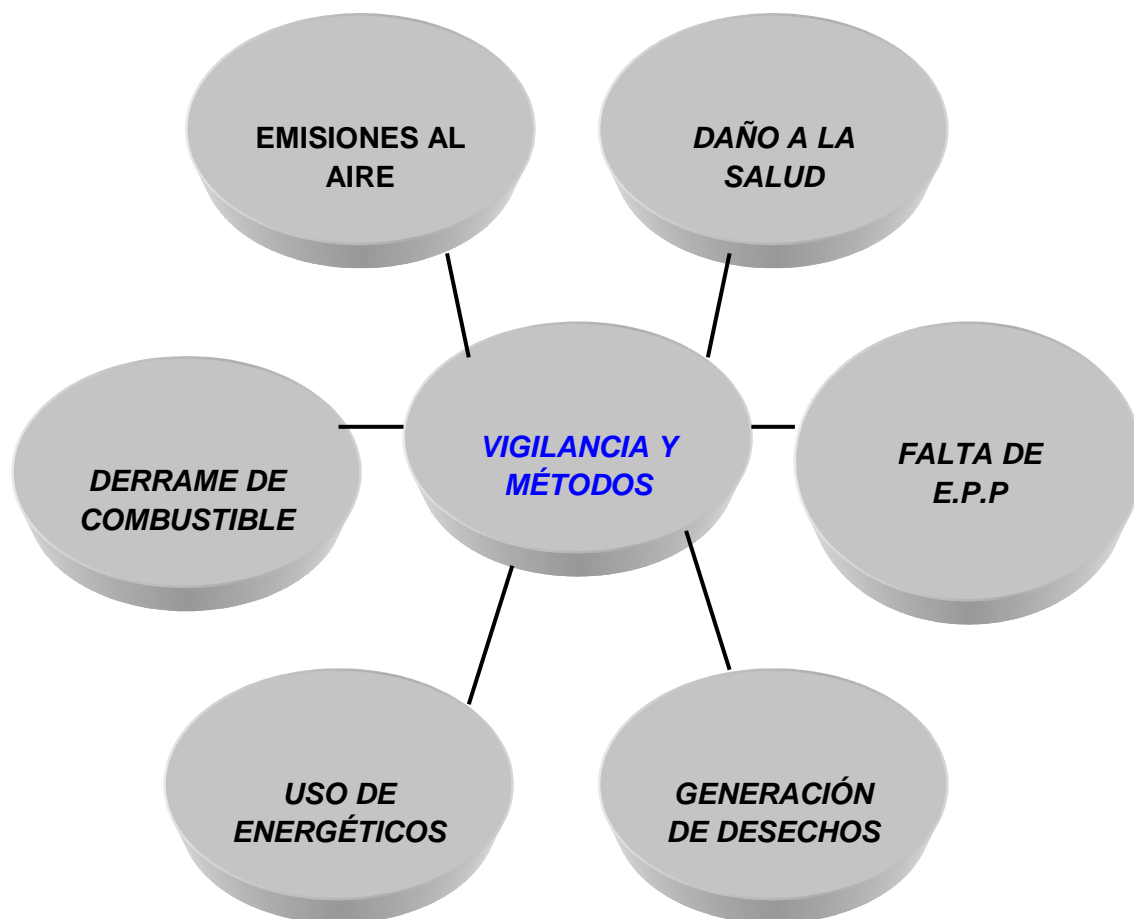 EMISIONES AL
AIRE
DAÑO A LA
SALUD
VIGILANCIA Y
MÉTODOS
DERRAME DE
COMBUSTIBLE
FALTA DE
E.P.P
USO DE
ENERGÉTICOS
GENERACIÓN
DE DESECHOS